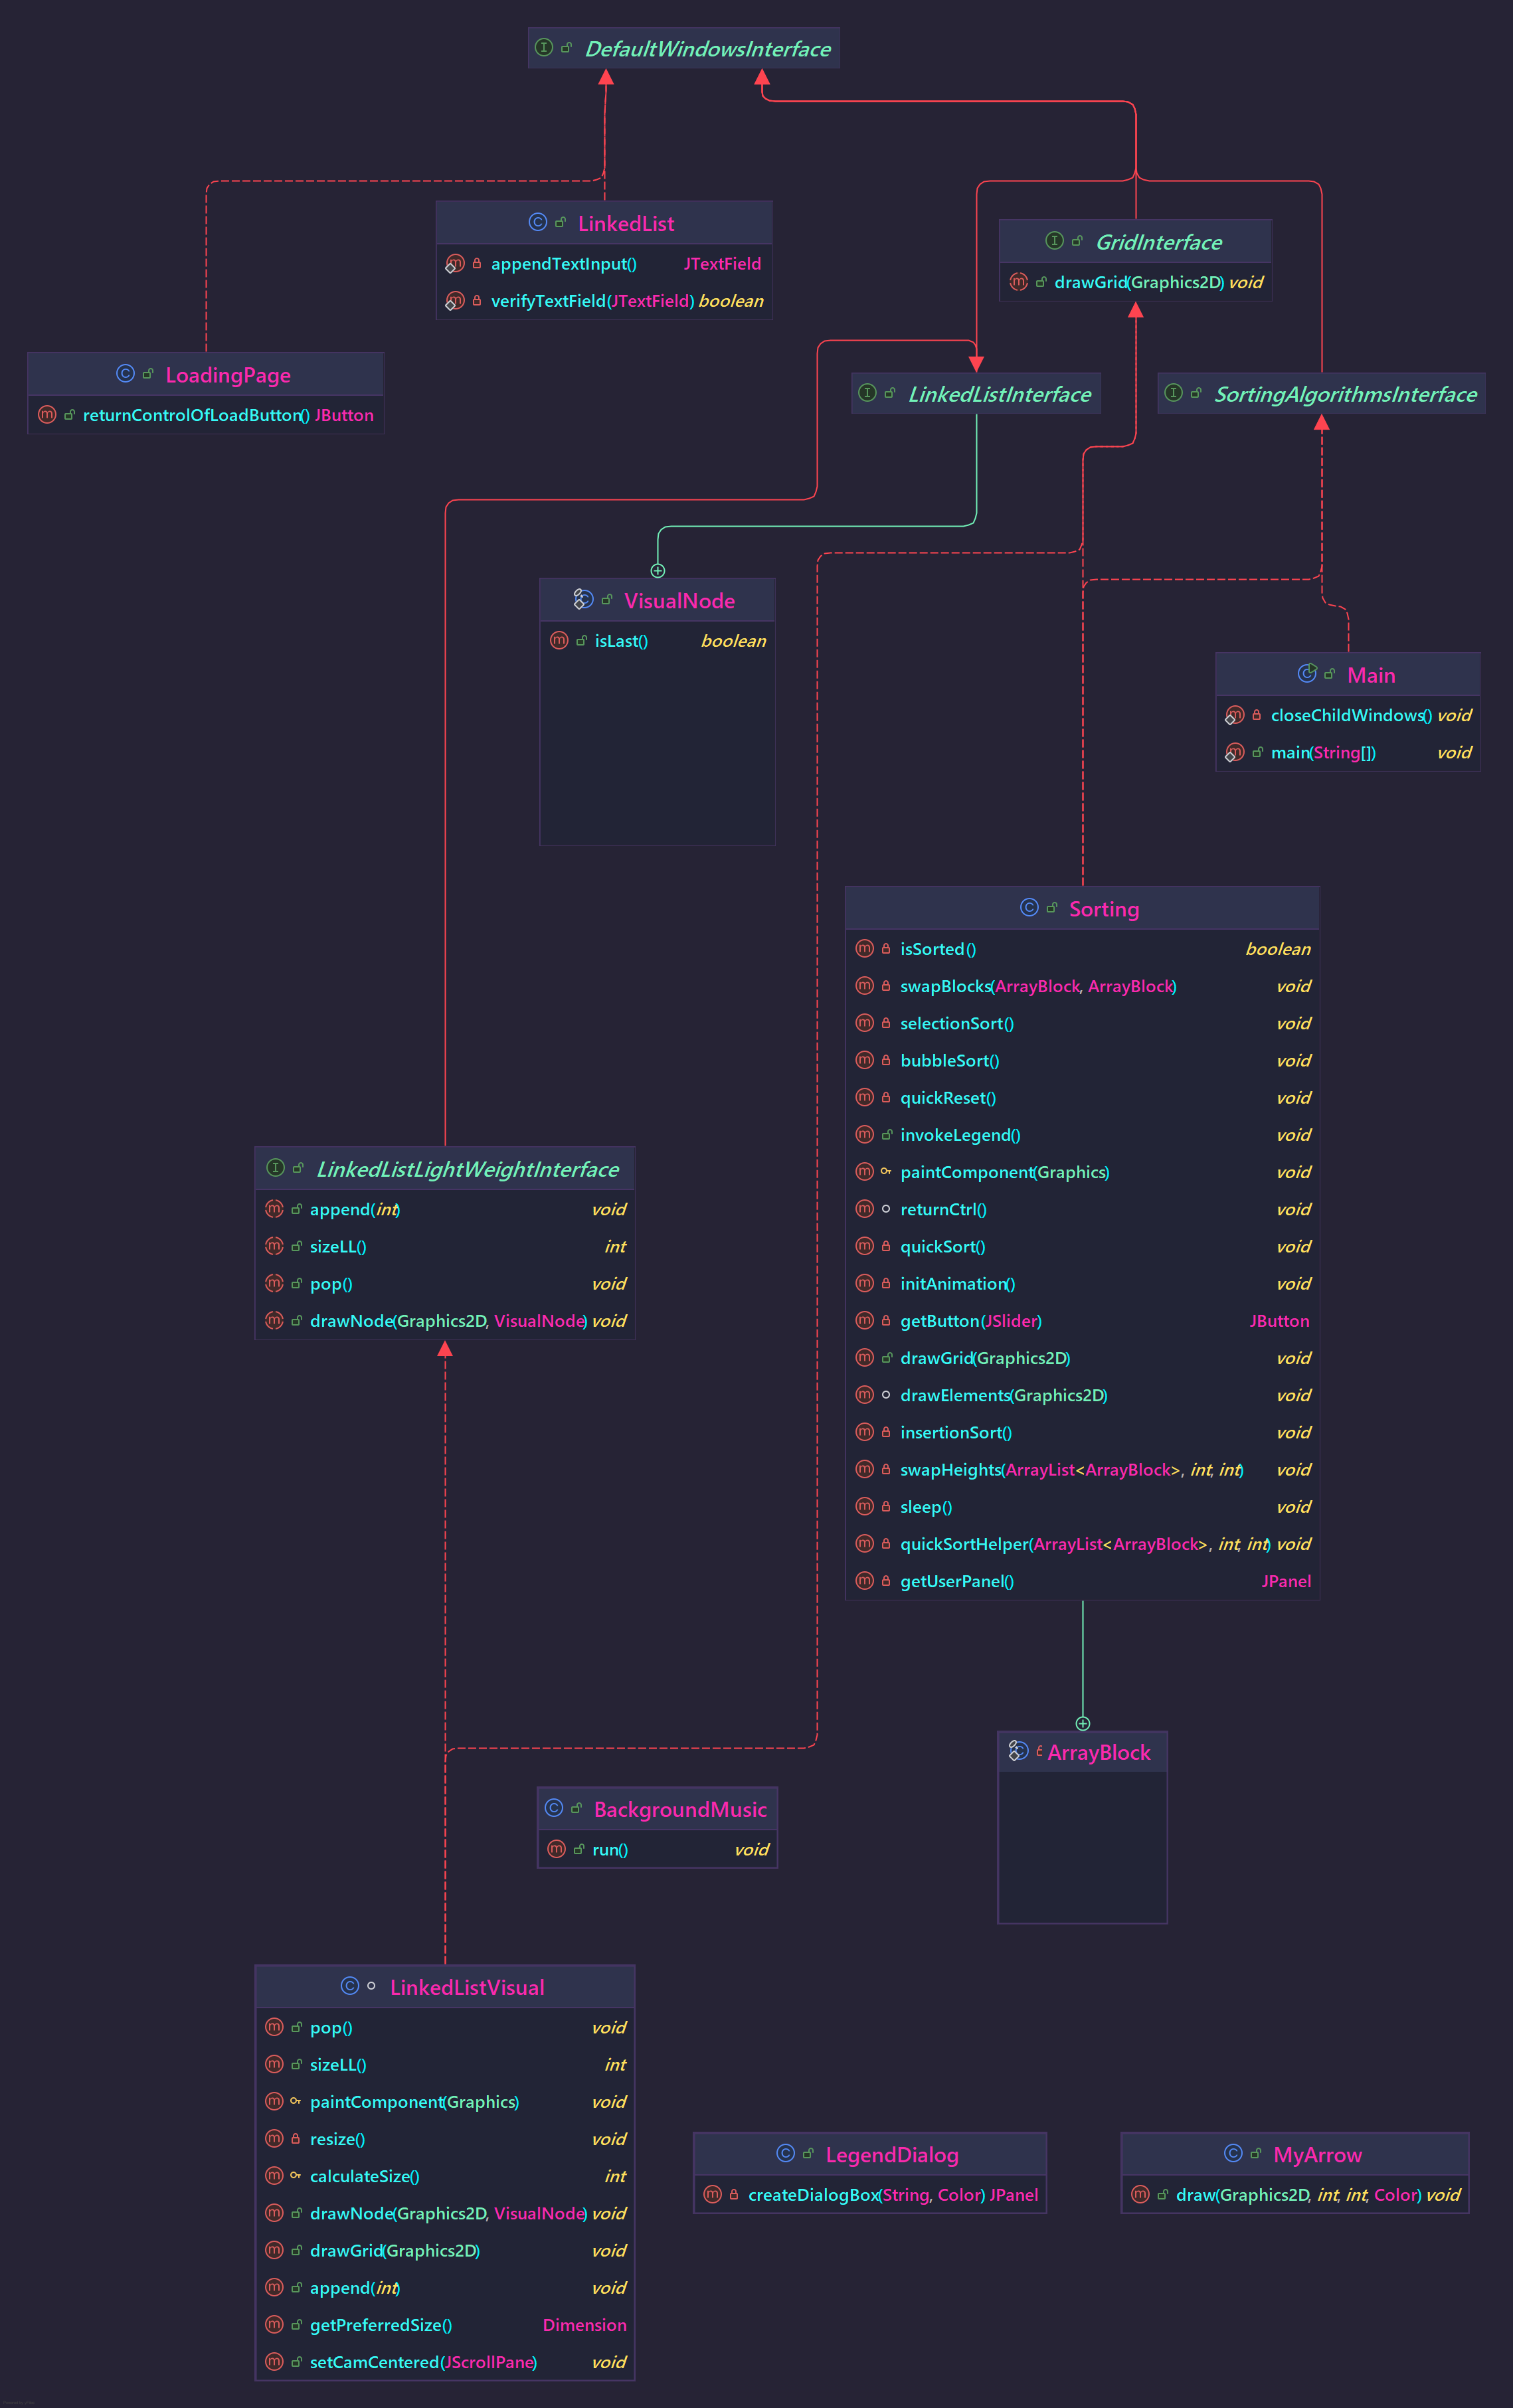 DefaultWindowsInterface
LinkedList
appendTextInput() JTextField
verifyTextField(JTextField) boolean
GridInterface
drawGrid(Graphics2D) void
LoadingPage
returnControlOfLoadButton() JButton
LinkedListInterface
SortingAlgorithmsInterface
VisualNode
isLast() boolean
Main
closeChildWindows() void
main(String[]) void
Sorting
isSorted() boolean
swapBlocks(ArrayBlock, ArrayBlock) void
selectionSort() void
bubbleSort() void
quickReset() void
invokeLegend() void
paintComponent(Graphics) void
returnCtrl() void
quickSort() void
initAnimation() void
getButton(JSlider) JButton
drawGrid(Graphics2D) void
drawElements(Graphics2D) void
insertionSort() void
swapHeights(ArrayList<ArrayBlock>, int, int) void
sleep() void
quickSortHelper(ArrayList<ArrayBlock>, int, int) void
getUserPanel() JPanel
LinkedListLightWeightInterface
append(int) void
sizeLL() int
pop() void
drawNode(Graphics2D, VisualNode) void
ArrayBlock
BackgroundMusic
run() void
LinkedListVisual
pop() void
sizeLL() int
paintComponent(Graphics) void
resize() void
calculateSize() int
drawNode(Graphics2D, VisualNode) void
drawGrid(Graphics2D) void
append(int) void
getPreferredSize() Dimension
setCamCentered(JScrollPane) void
LegendDialog
createDialogBox(String, Color) JPanel
MyArrow
draw(Graphics2D, int, int, Color) void